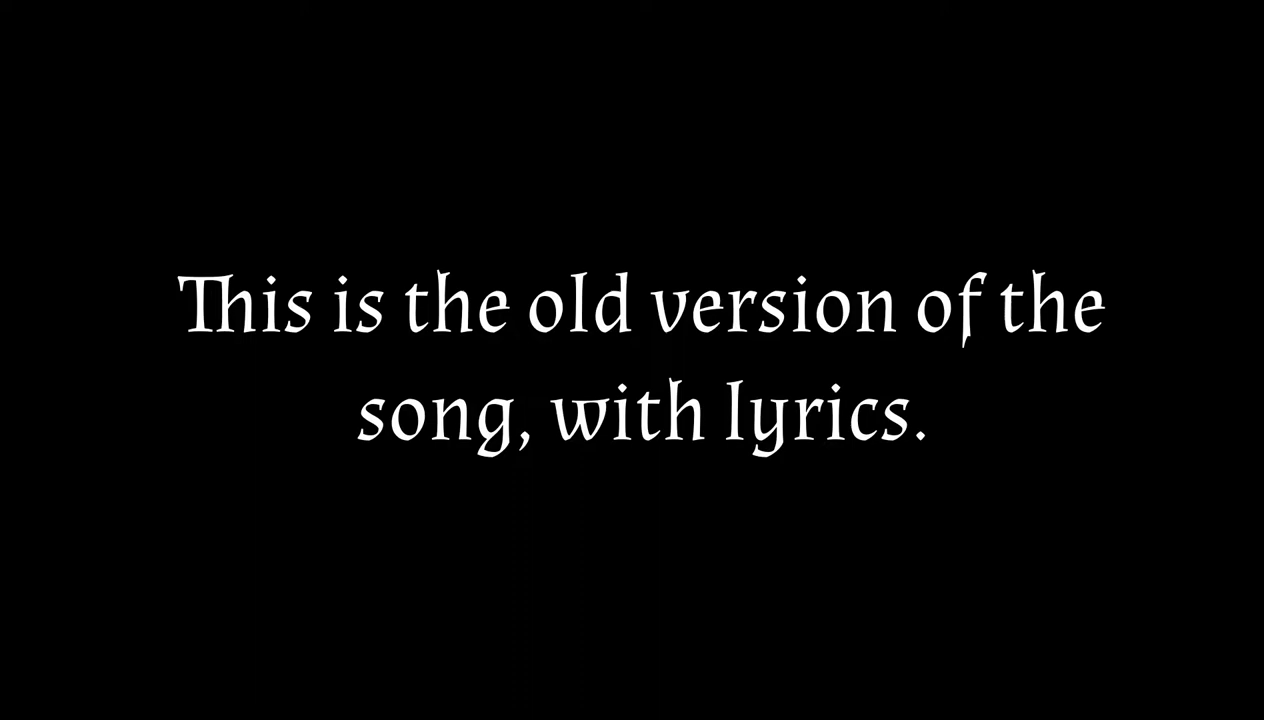 This is the old version of the
song, with lyrics.